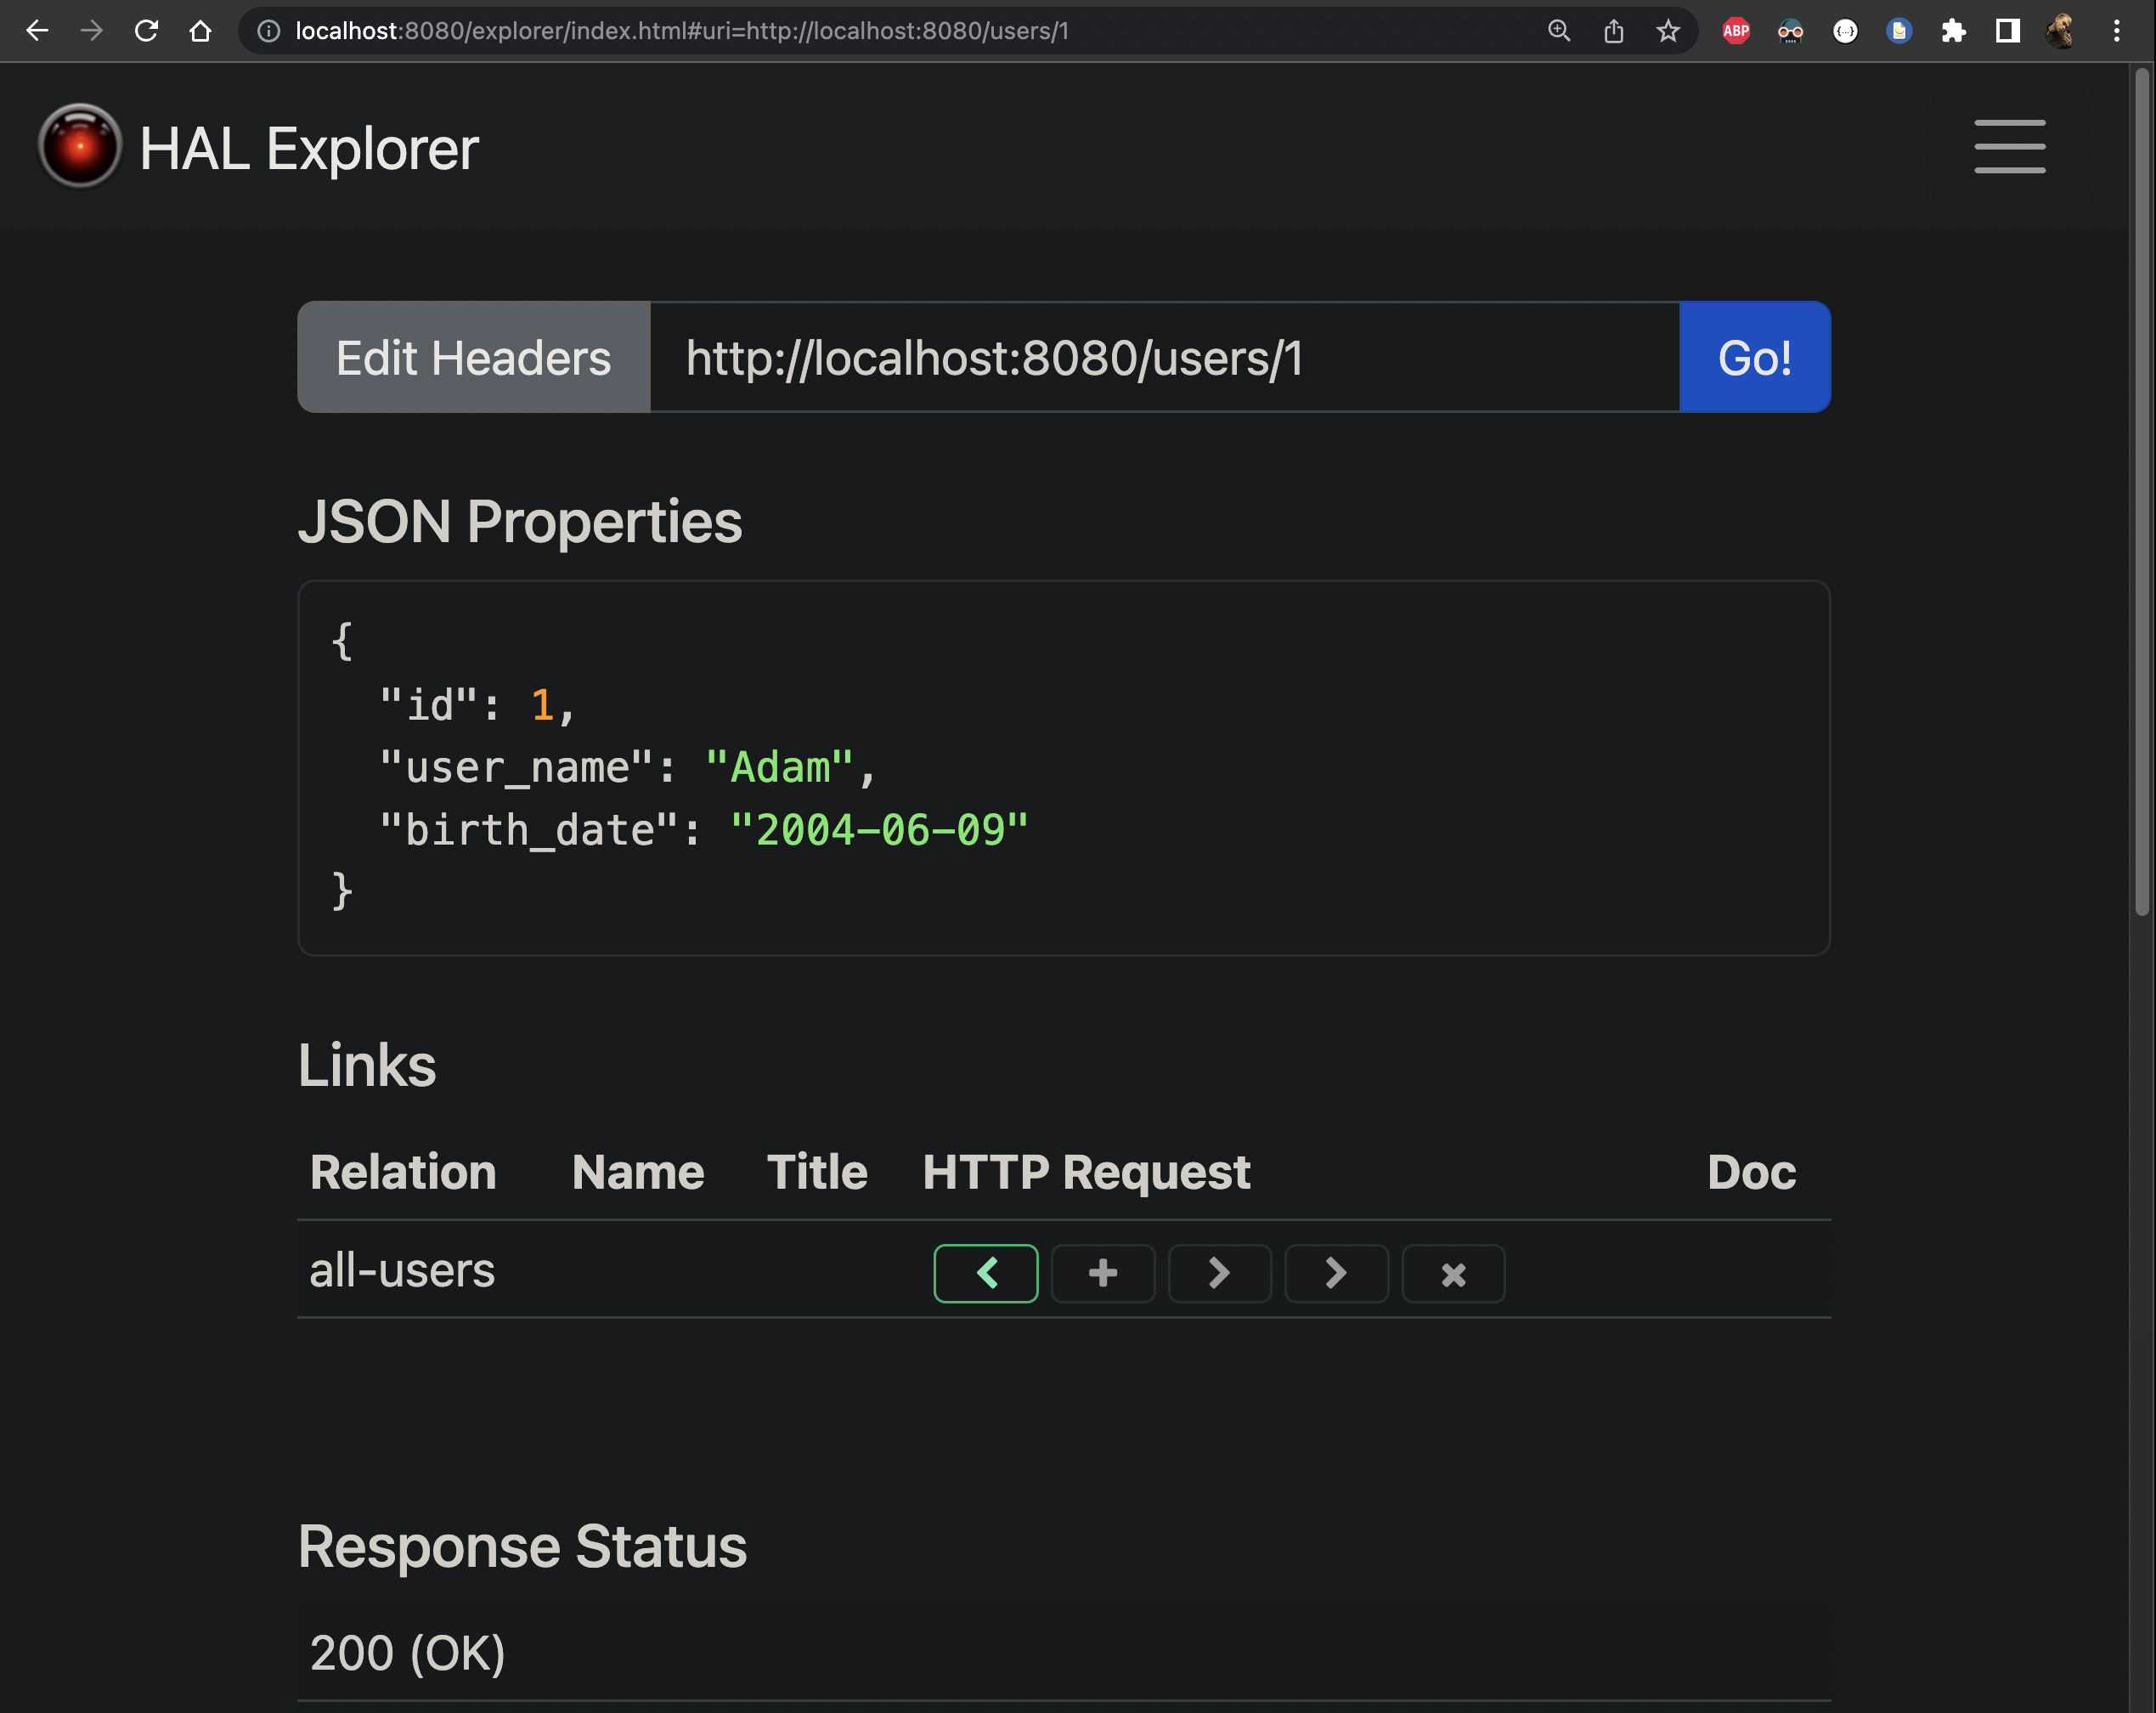 localhost:8080/explorer/index.html#uri=http://localhost:8080/users/1
ABP
HAL Explorer
Edit Headers http://localhost:8080/users/1 Go!
JSON Properties
{
"id": 1,
"user_name": "Adam",
"birth_date": "2004-06-09"
}
Links
Relation Name Title HTTP Request Doc
all-users
Response Status
200 (OK)